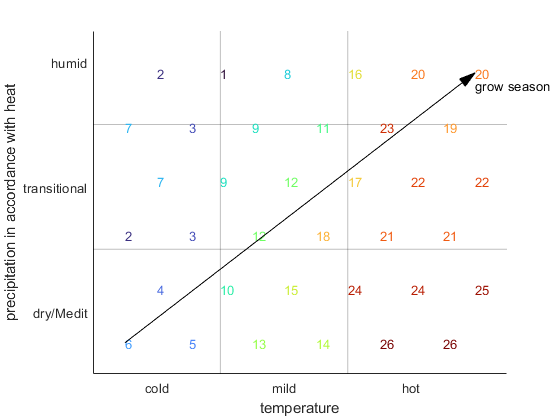 humid
2 1 8 16 20 20
grow season
7 3 9 11 23 19
transitional
7 9 12 17 22 22
2 3 12 18 21 21
4 10 15 24 24 25
dry/Medit
6 5 13 14 26 26
cold mild hot
temperature
precipitation in accordance with heat